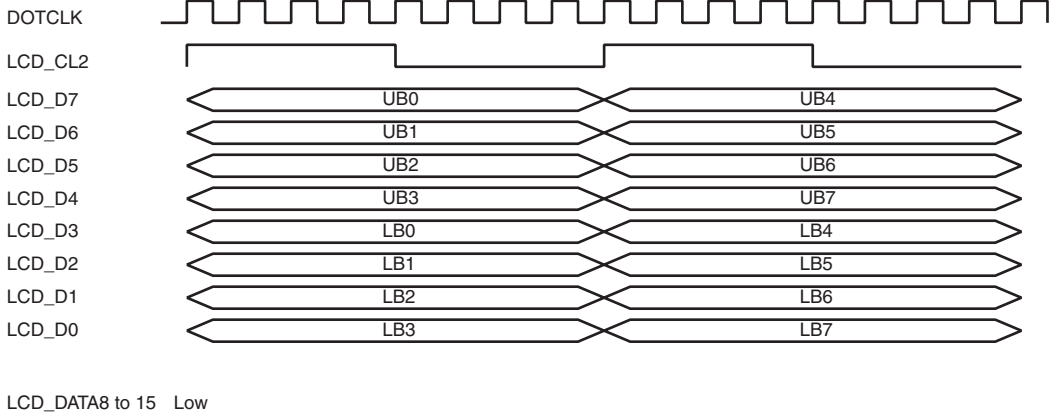 DOTCLK
LCD_CL2
LCD_D7 UB0 UB4
LCD_D6 UB1 UB5
LCD_D5 UB2 UB6
LCD_D4 UB3 UB7
LCD_D3 LB0 LB4
LCD_D2 LB1 LB5
LCD_D1 LB2 LB6
LCD_D0 LB3 LB7
LCD_DATA8 to 15 Low